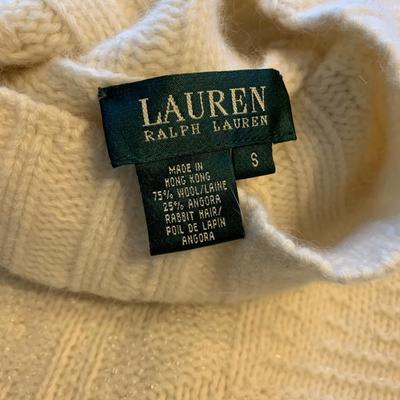 LAUREN
RALPH LAUREN
S
MADE IN
HONG KONG
75% WOOL/LAINE
25% ANGORA
RABBIT HAIR/
POIL DE LAPIN
ANGORA